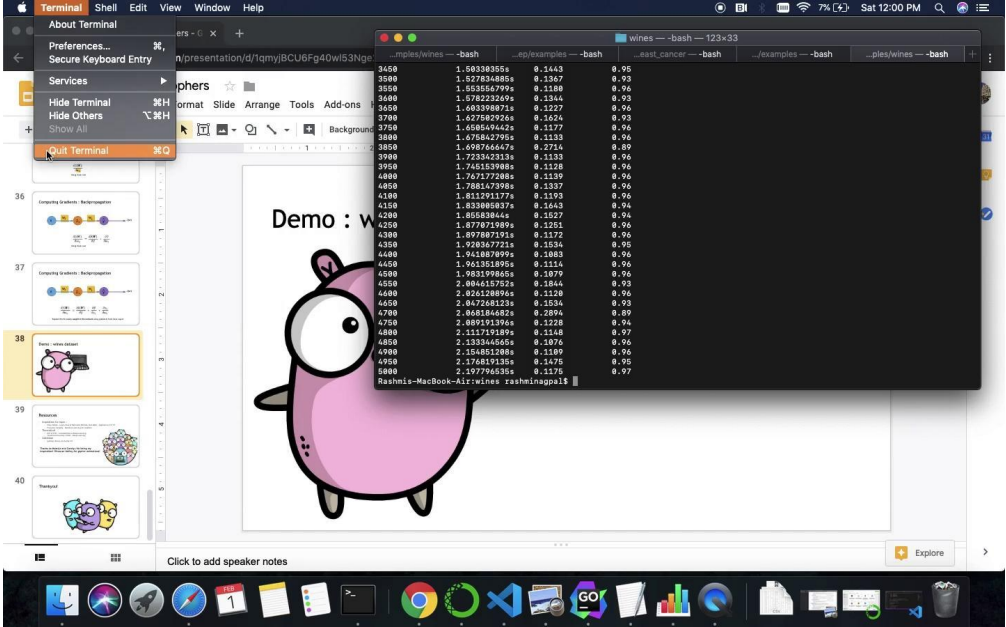 Terminal Shell Edit View Window Help
7% Sat 12:00 PM
About Terminal
Preferences... ⌘,
Secure Keyboard Entry
Services
Hide Terminal ⌘H
Hide Others ⌥⌘H
Show All
Quit Terminal ⌘Q
ers - G
n/presentation/d/1qmyjBCU6Fg40wl53Nge
phers
ormat Slide Arrange Tools Add-ons
Background
wines — -bash — 123×33
...mples/wines — -bash
...ep/examples — -bash
...east_cancer — -bash
.../examples — -bash
...ples/wines — -bash
3450 1.50330355s 0.1443 0.95
3500 1.527834085s 0.1367 0.93
3550 1.553556799s 0.1180 0.96
3600 1.578223269s 0.1344 0.93
3650 1.603398071s 0.1227 0.96
3700 1.627502926s 0.1624 0.93
3750 1.650549442s 0.1177 0.96
3800 1.675842795s 0.1133 0.96
3850 1.698766647s 0.2714 0.89
3900 1.723342313s 0.1133 0.96
3950 1.745153908s 0.1128 0.96
4000 1.767177208s 0.1139 0.96
4050 1.788147398s 0.1337 0.96
4100 1.811291177s 0.1193 0.96
4150 1.833005037s 0.1643 0.94
4200 1.85583044s 0.1527 0.94
4250 1.877071989s 0.1251 0.96
4300 1.897807191s 0.1172 0.96
4350 1.920367721s 0.1534 0.95
4400 1.941087099s 0.1083 0.96
4450 1.961351895s 0.1114 0.96
4500 1.983199865s 0.1079 0.96
4550 2.004615752s 0.1844 0.93
4600 2.026120896s 0.1120 0.96
4650 2.047268123s 0.1534 0.93
4700 2.068184682s 0.2894 0.89
4750 2.089191396s 0.1228 0.94
4800 2.111719189s 0.1148 0.97
4850 2.133344565s 0.1076 0.96
4900 2.154851208s 0.1109 0.96
4950 2.176819135s 0.1475 0.95
5000 2.197796535s 0.1175 0.97
Rashmis-MacBook-Air:wines rashminagpal$
Demo : w
36
Computing Gradients : Backpropagation
37
Computing Gradients : Backpropagation
38
Demo : wines dataset
39
Resources
40
Thankyou!
Click to add speaker notes
Explore
FEB
1
GO